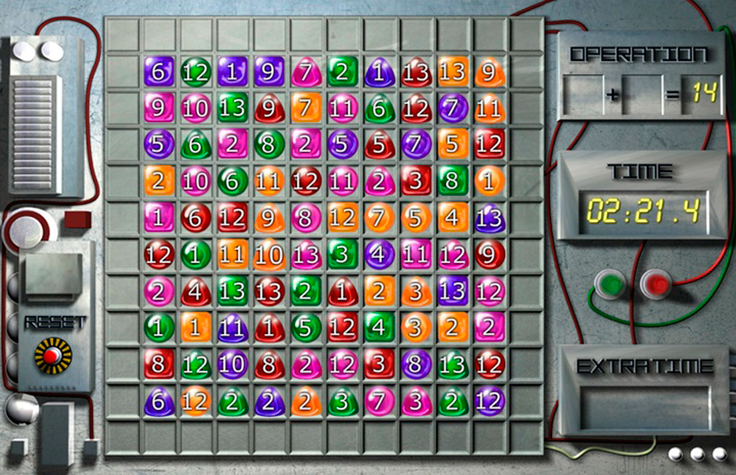 OPERATION
+ = 14
6 12 1 9 7 2 1 13 13 9
9 10 13 9 7 11 6 12 7 11
5 6 2 8 2 5 5 7 5 12
2 10 6 11 12 11 2 3 8 1
1 6 12 9 8 12 7 5 4 13
12 1 11 10 13 3 4 11 12 9
2 4 13 13 2 1 2 3 13 12
1 1 11 1 5 12 4 3 2 2
8 12 10 8 2 12 3 8 13 12
6 12 2 2 2 3 7 3 2 12
TIME
02:21.4
RESET
EXTRATIME